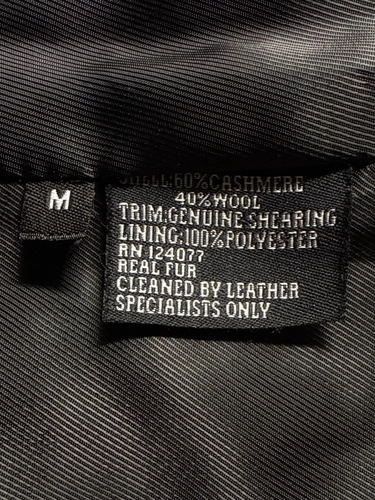 M
SHELL:60%CASHMERE
40%WOOL
TRIM:GENUINE SHEARING
LINING:100%POLYESTER
RN 124077
REAL FUR
CLEANED BY LEATHER
SPECIALISTS ONLY